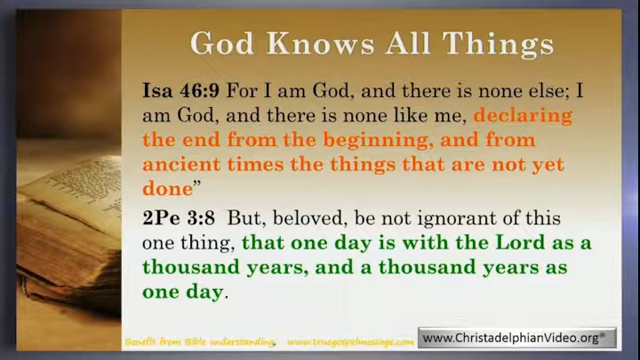 God Knows All Things
Isa 46:9 For I am God, and there is none else; I
am God, and there is none like me, declaring
the end from the beginning, and from
ancient times the things that are not yet
done”
2Pe 3:8 But, beloved, be not ignorant of this
one thing, that one day is with the Lord as a
thousand years, and a thousand years as
one day.
Benefit from Bible understanding. www.truegospelmessage.com
www.ChristadelphianVideo.org®